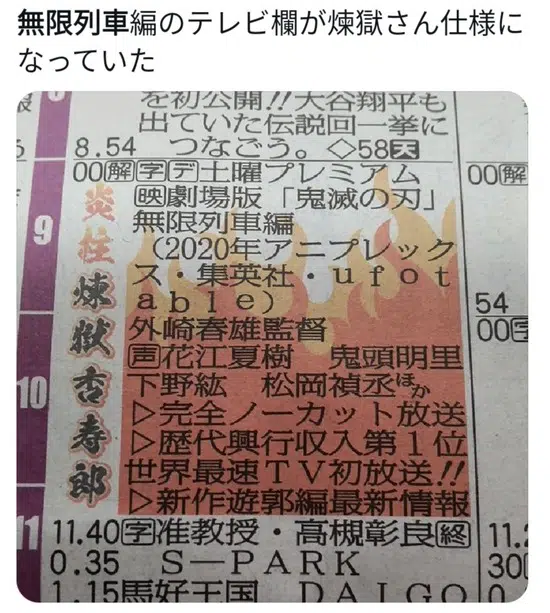 無限列車編のテレビ欄が煉獄さん仕様に
なっていた
を初公開!!大谷翔平も
出ていた伝説回一挙に
8.54 つなごう。◇58天
00解字デ土曜プレミアム
映劇場版「鬼滅の刃」
無限列車編
(2020年アニプレック
ス・集英社・ufot
able)
外崎春雄監督
声花江夏樹 鬼頭明里
下野紘 松岡禎丞ほか
▷完全ノーカット放送
▷歴代興行収入第1位
世界最速TV初放送!!
▷新作遊郭編最新情報
11.40字准教授・高槻彰良終
0.35 S―PARK
1.15馬好王国 DAIGO
炎柱 煉獄杏寿郎
9
10
11
00解
54
00字
11.2
30
0